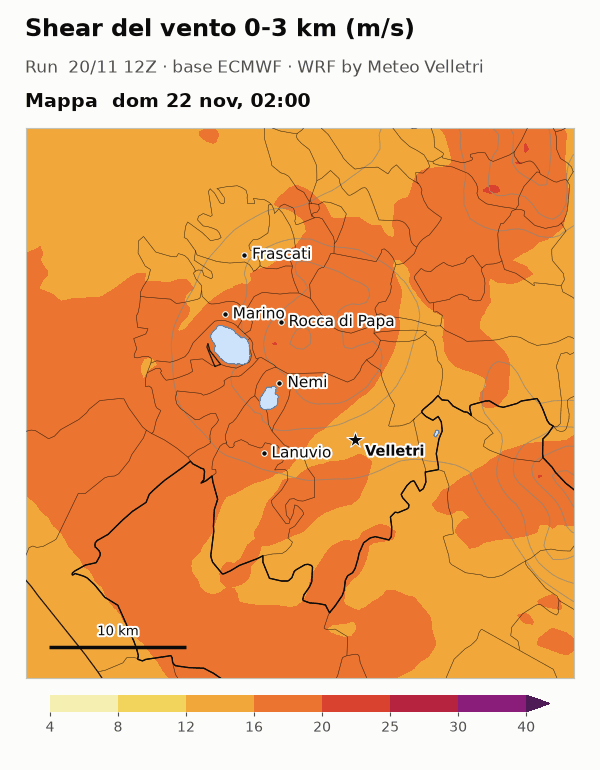 Shear del vento 0-3 km (m/s)
Run  20/11 12Z · base ECMWF · WRF by Meteo Velletri
Mappa  dom 22 nov, 02:00
Frascati
Marino
Rocca di Papa
Nemi
Velletri
Lanuvio
10 km
4 8 12 16 20 25 30 40